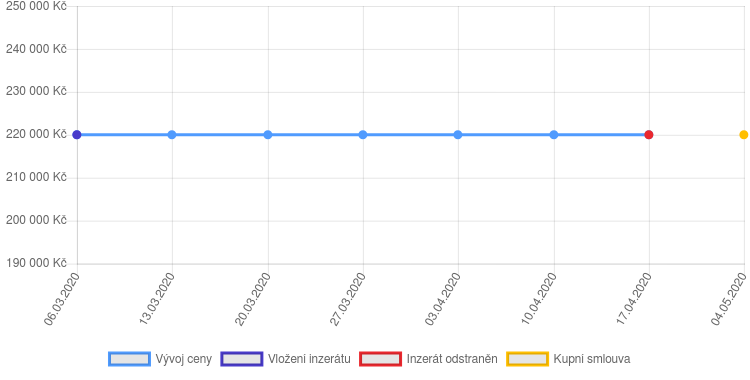 250 000 Kč
240 000 Kč
230 000 Kč
220 000 Kč
210 000 Kč
200 000 Kč
190 000 Kč
06.03.2020
13.03.2020
20.03.2020
27.03.2020
03.04.2020
10.04.2020
17.04.2020
04.05.2020
Vývoj ceny
Vložení inzerátu
Inzerát odstraněn
Kupní smlouva